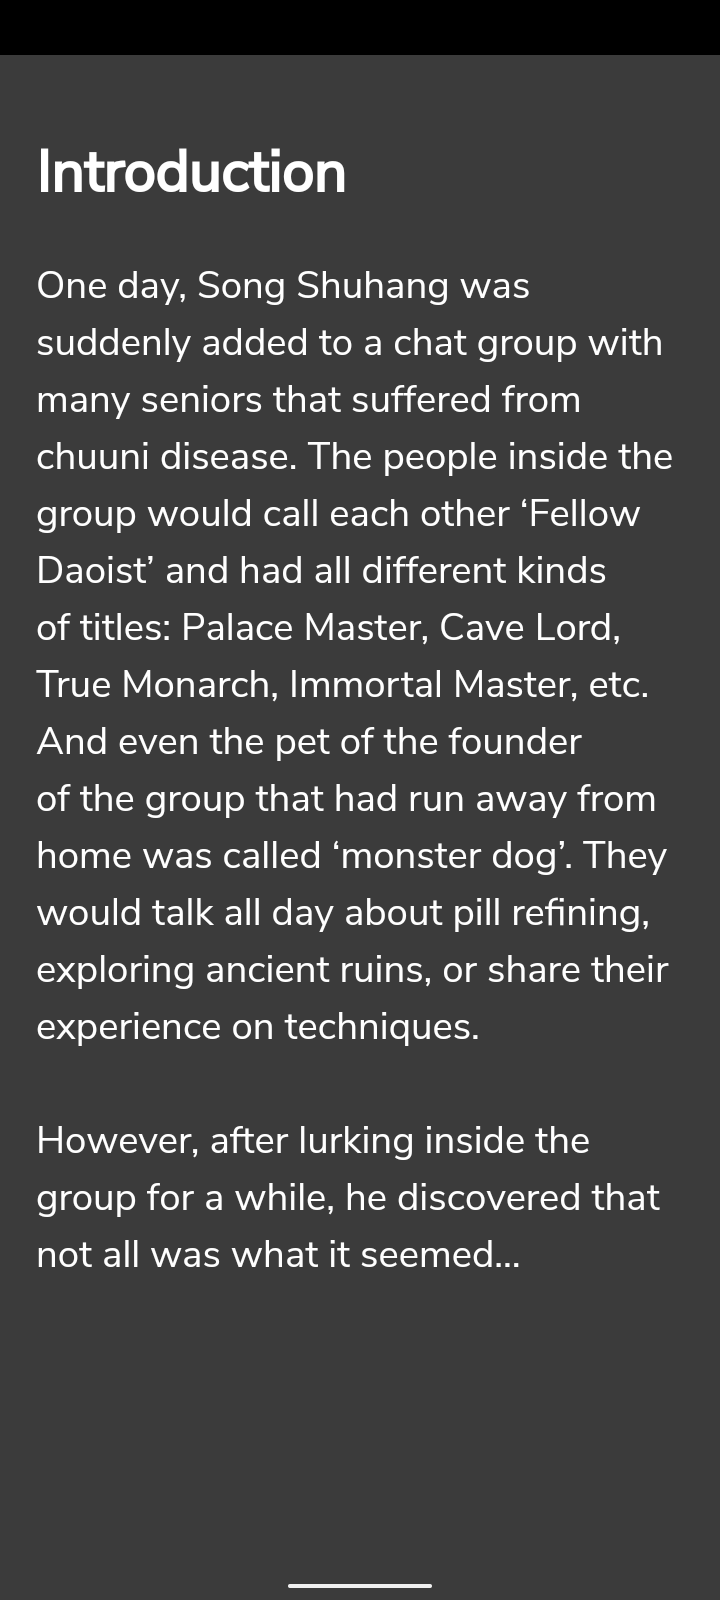 Introduction
One day, Song Shuhang was
suddenly added to a chat group with
many seniors that suffered from
chuuni disease. The people inside the
group would call each other ‘Fellow
Daoist’ and had all different kinds
of titles: Palace Master, Cave Lord,
True Monarch, Immortal Master, etc.
And even the pet of the founder
of the group that had run away from
home was called ‘monster dog’. They
would talk all day about pill refining,
exploring ancient ruins, or share their
experience on techniques.
However, after lurking inside the
group for a while, he discovered that
not all was what it seemed...